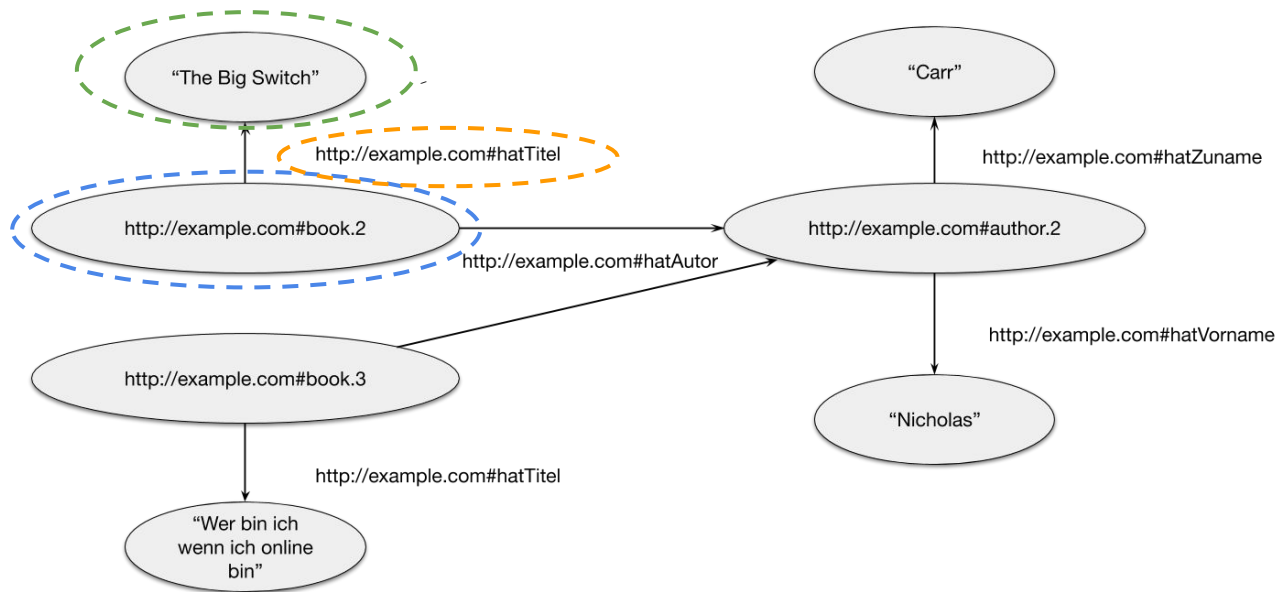 “The Big Switch”
“Carr”
http://example.com#hatTitel
http://example.com#hatZuname
http://example.com#book.2
http://example.com#author.2
http://example.com#hatAutor
http://example.com#hatVorname
http://example.com#book.3
“Nicholas”
http://example.com#hatTitel
“Wer bin ich
wenn ich online
bin”